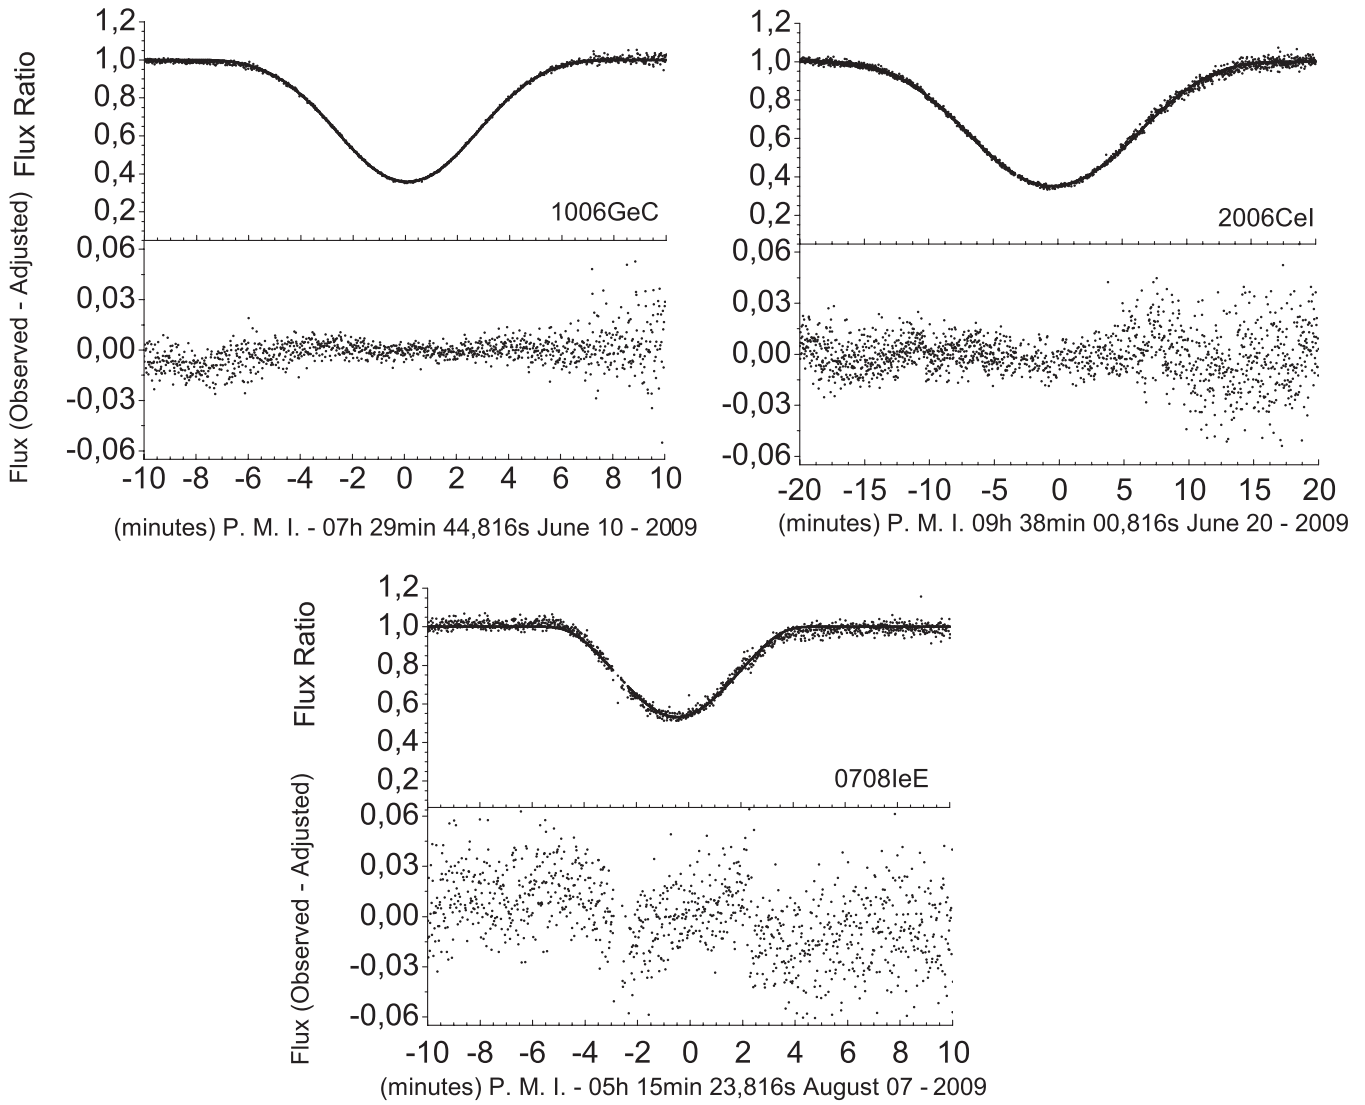 Flux Ratio
Flux (Observed - Adjusted)
1,2
1,0
0,8
0,6
0,4
0,2
1006GeC
0,06
0,03
0,00
-0,03
-0,06
-10 -8 -6 -4 -2 0 2 4 6 8 10
(minutes) P. M. I. - 07h 29min 44,816s June 10 - 2009
1,2
1,0
0,8
0,6
0,4
0,2
2006CeI
0,06
0,03
0,00
-0,03
-0,06
-20 -15 -10 -5 0 5 10 15 20
(minutes) P. M. I. 09h 38min 00,816s June 20 - 2009
Flux Ratio
Flux (Observed - Adjusted)
1,2
1,0
0,8
0,6
0,4
0,2
0708IeE
0,06
0,03
0,00
-0,03
-0,06
-10 -8 -6 -4 -2 0 2 4 6 8 10
(minutes) P. M. I. - 05h 15min 23,816s August 07 - 2009